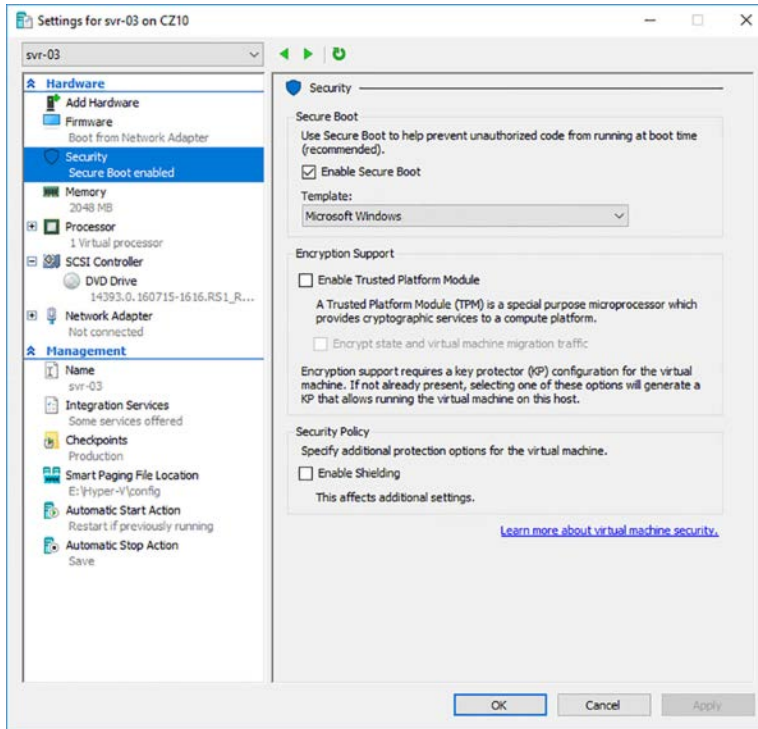 Settings for svr-03 on CZ10
svr-03
Hardware
Add Hardware
Firmware
Boot from Network Adapter
Security
Secure Boot enabled
Memory
2048 MB
Processor
1 Virtual processor
SCSI Controller
DVD Drive
14393.0.160715-1616.RS1_R...
Network Adapter
Not connected
Management
Name
svr-03
Integration Services
Some services offered
Checkpoints
Production
Smart Paging File Location
E:\Hyper-V\config
Automatic Start Action
Restart if previously running
Automatic Stop Action
Save
Security
Secure Boot
Use Secure Boot to help prevent unauthorized code from running at boot time
(recommended).
Enable Secure Boot
Template:
Microsoft Windows
Encryption Support
Enable Trusted Platform Module
A Trusted Platform Module (TPM) is a special purpose microprocessor which
provides cryptographic services to a compute platform.
Encrypt state and virtual machine migration traffic
Encryption support requires a key protector (KP) configuration for the virtual
machine. If not already present, selecting one of these options will generate a
KP that allows running the virtual machine on this host.
Security Policy
Specify additional protection options for the virtual machine.
Enable Shielding
This affects additional settings.
Learn more about virtual machine security.
OK
Cancel
Apply